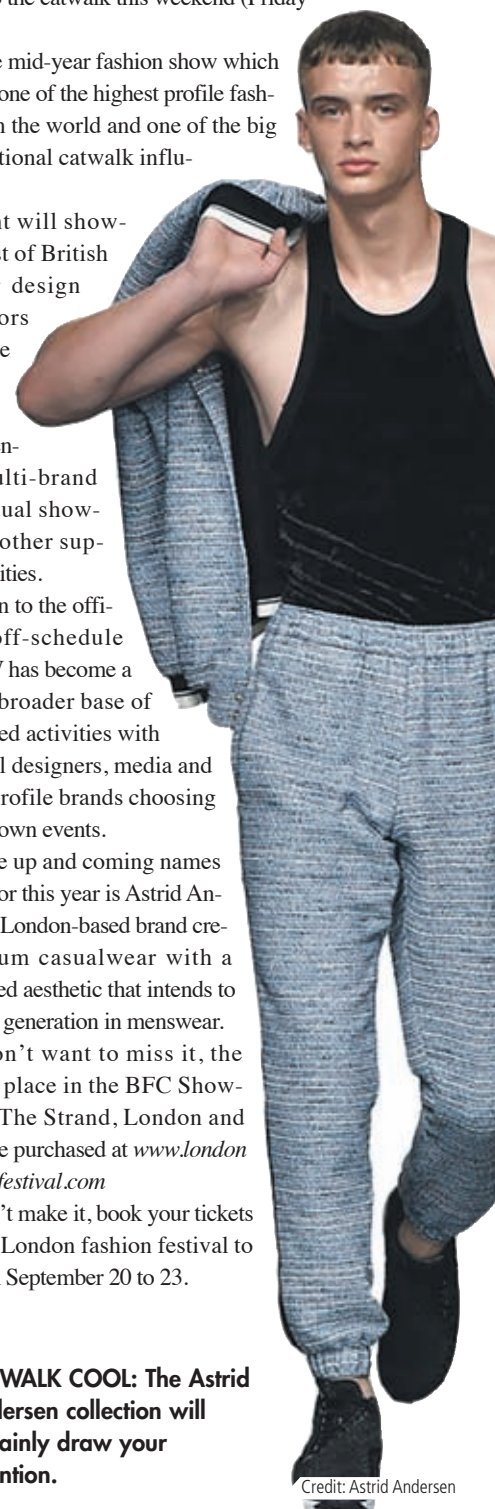 the catwalk this weekend (Friday
mid-year fashion show which
one of the highest profile fash-
the world and one of the big
tional catwalk influ-
will show-
of British
design
ors
en-
ulti-brand
ual show-
other sup-
ities.
to the offi-
off-schedule
has become a
broader base of
ed activities with
designers, media and
rofile brands choosing
own events.
up and coming names
or this year is Astrid An-
London-based brand cre-
um casualwear with a
ed aesthetic that intends to
generation in menswear.
on't want to miss it, the
place in the BFC Show-
The Strand, London and
purchased at www.london
festival.com
't make it, book your tickets
London fashion festival to
September 20 to 23.
WALK COOL: The Astrid
dersen collection will
ainly draw your
ntion.
Credit: Astrid Andersen